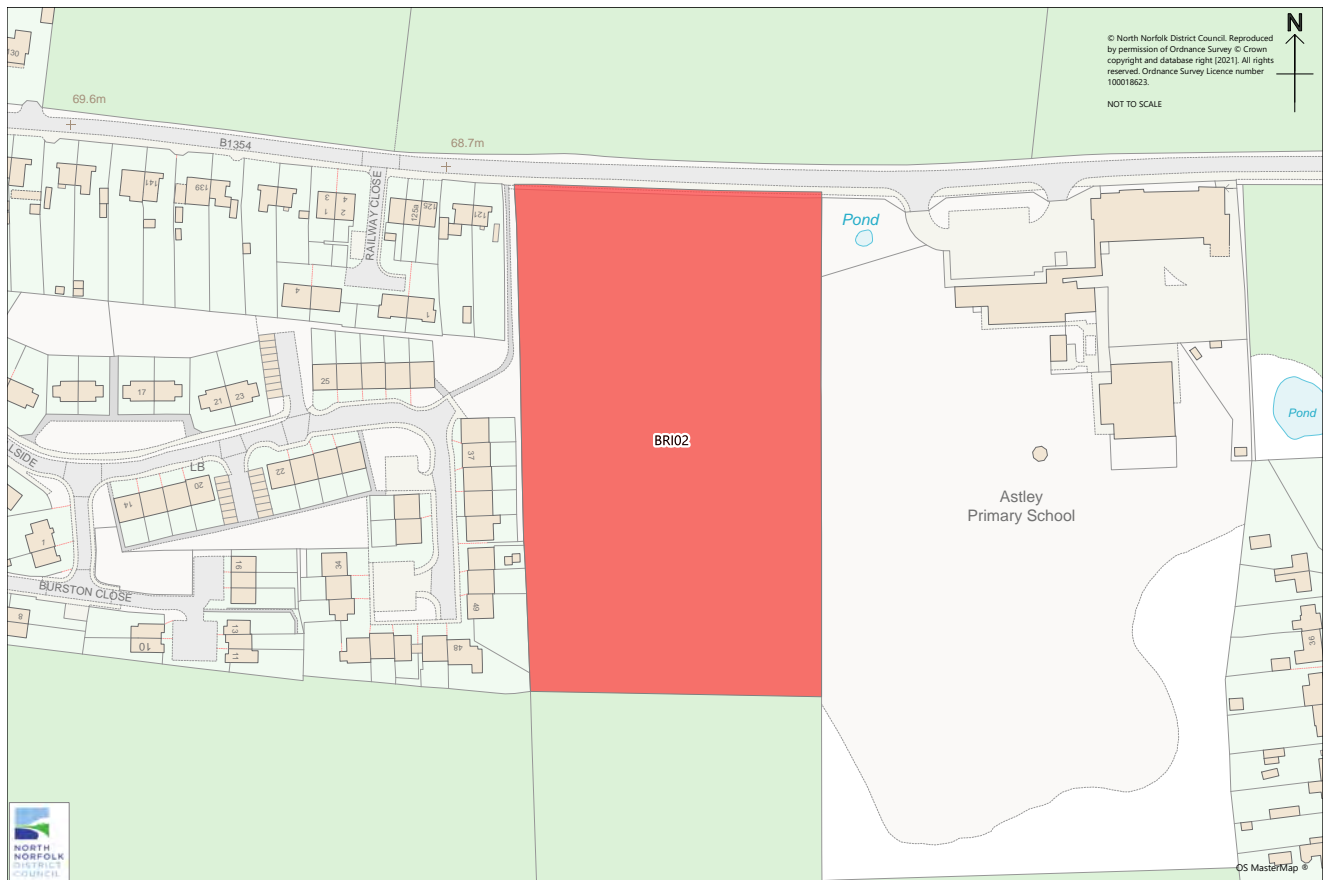 © North Norfolk District Council. Reproduced
by permission of Ordnance Survey © Crown
copyright and database right [2021]. All rights
reserved. Ordnance Survey Licence number
100018623.
NOT TO SCALE
N
130
69.6m
B1354
68.7m
RAILWAY CLOSE
141
139
3
4
1
2
125a
125
121
4
1
Pond
25
17
21
23
37
Pond
BRI02
LSIDE
LB
22
20
14
Astley
Primary School
7
16
34
BURSTON CLOSE
8
10
13
11
49
48
36
NORTH
NORFOLK
DISTRICT
COUNCIL
OS MasterMap ®